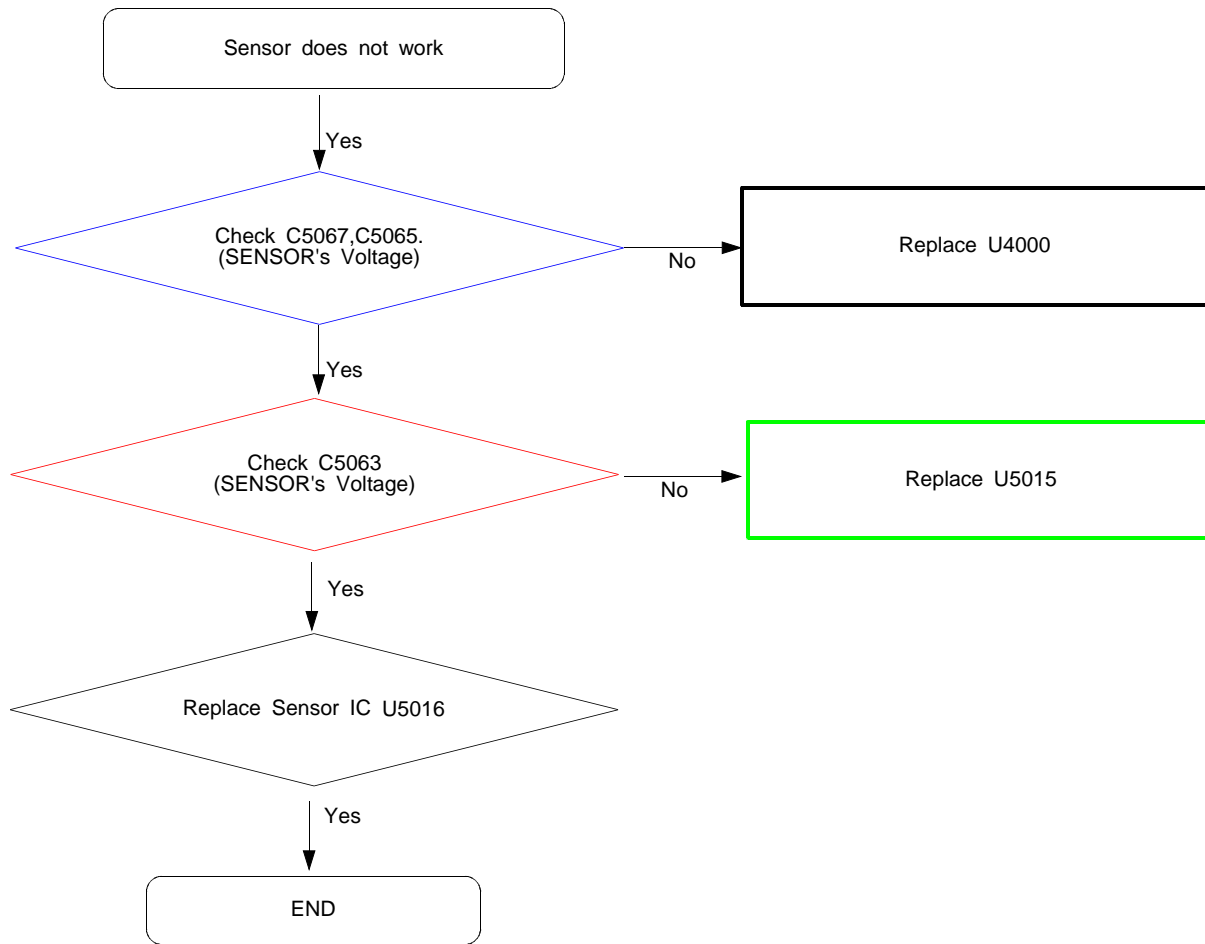 Sensor does not work
Yes
Check C5067,C5065.
(SENSOR's Voltage)
No
Replace U4000
Yes
Check C5063
(SENSOR's Voltage)
No
Replace U5015
Yes
Replace Sensor IC U5016
Yes
END